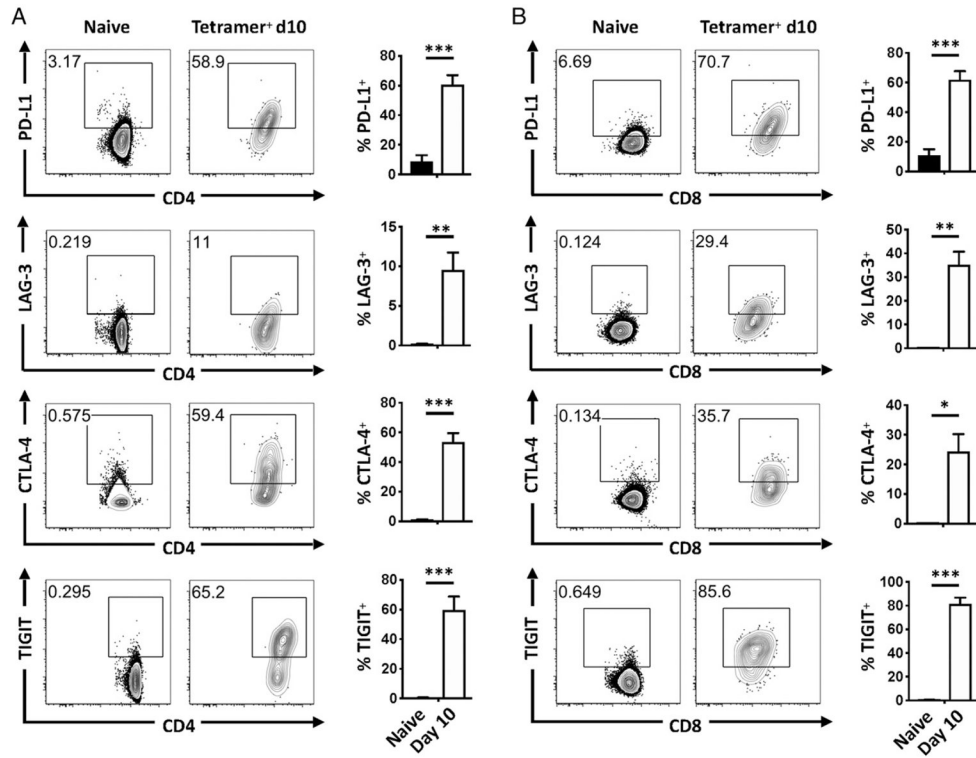 A
Naive
Tetramer⁺ d10
3.17
58.9
PD-L1
CD4
% PD-L1⁺
80
60
40
20
0
***
0.219
11
LAG-3
CD4
% LAG-3⁺
15
10
5
0
**
0.575
59.4
CTLA-4
CD4
% CTLA-4⁺
80
60
40
20
0
***
0.295
65.2
TIGIT
CD4
% TIGIT⁺
80
60
40
20
0
***
Naive
Day 10
B
Naive
Tetramer⁺ d10
6.69
70.7
PD-L1
CD8
% PD-L1⁺
80
60
40
20
0
***
0.124
29.4
LAG-3
CD8
% LAG-3⁺
50
40
30
20
10
0
**
0.134
35.7
CTLA-4
CD8
% CTLA-4⁺
40
30
20
10
0
*
0.649
85.6
TIGIT
CD8
% TIGIT⁺
100
80
60
40
20
0
***
Naive
Day 10